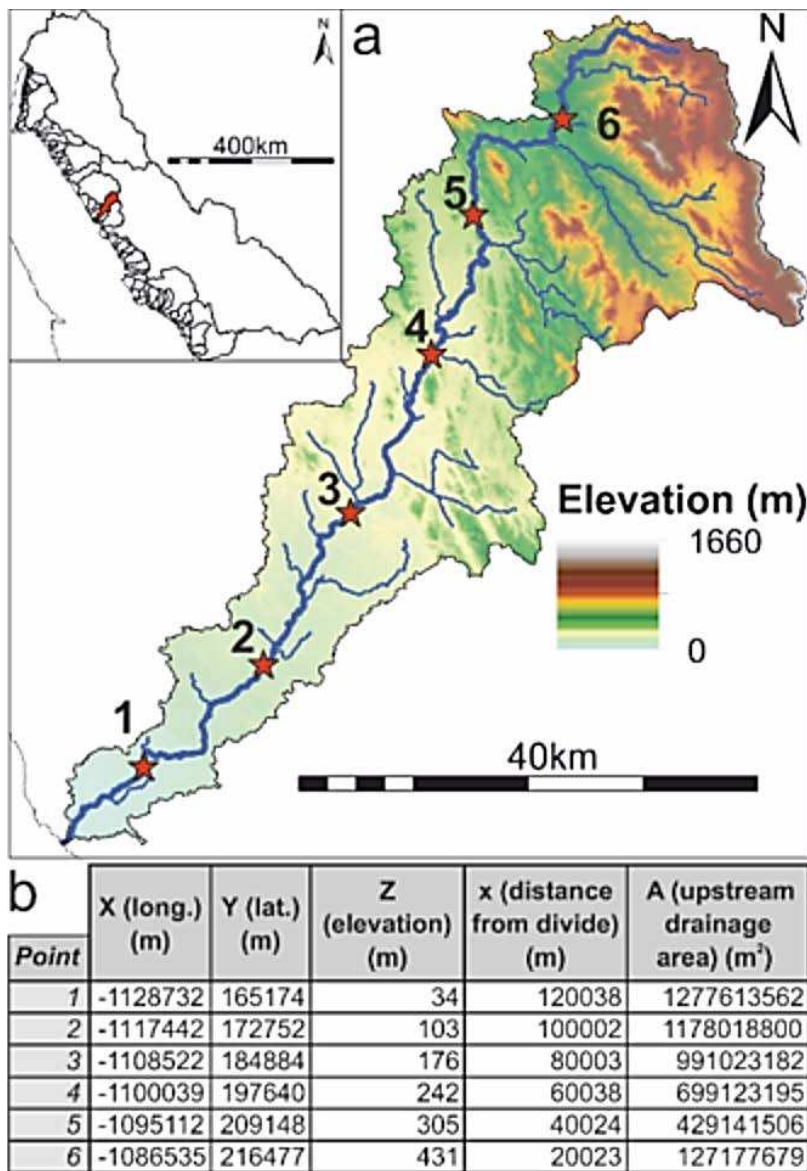 N
400km
a
N
6
5
4
3
2
1
Elevation (m)
1660
0
40km
b
Point X (long.) (m) Y (lat.) (m) Z (elevation) (m) x (distance from divide) (m) A (upstream drainage area) (m²)
1 -1128732 165174 34 120038 1277613562
2 -1117442 172752 103 100002 1178018800
3 -1108522 184884 176 80003 991023182
4 -1100039 197640 242 60038 699123195
5 -1095112 209148 305 40024 429141506
6 -1086535 216477 431 20023 127177679